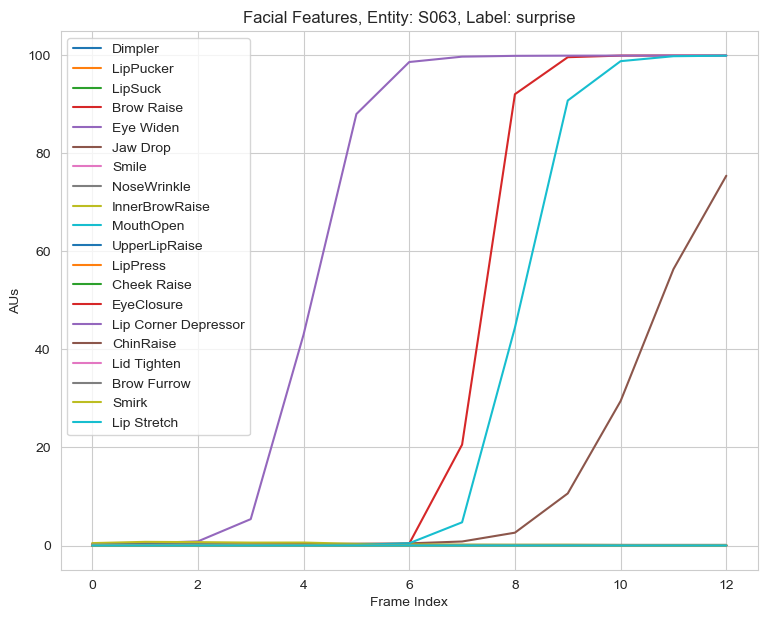 Facial Features, Entity: S063, Label: surprise
100
80
60
40
20
0
AUs
Dimpler
LipPucker
LipSuck
Brow Raise
Eye Widen
Jaw Drop
Smile
NoseWrinkle
InnerBrowRaise
MouthOpen
UpperLipRaise
LipPress
Cheek Raise
EyeClosure
Lip Corner Depressor
ChinRaise
Lid Tighten
Brow Furrow
Smirk
Lip Stretch
0 2 4 6 8 10 12
Frame Index